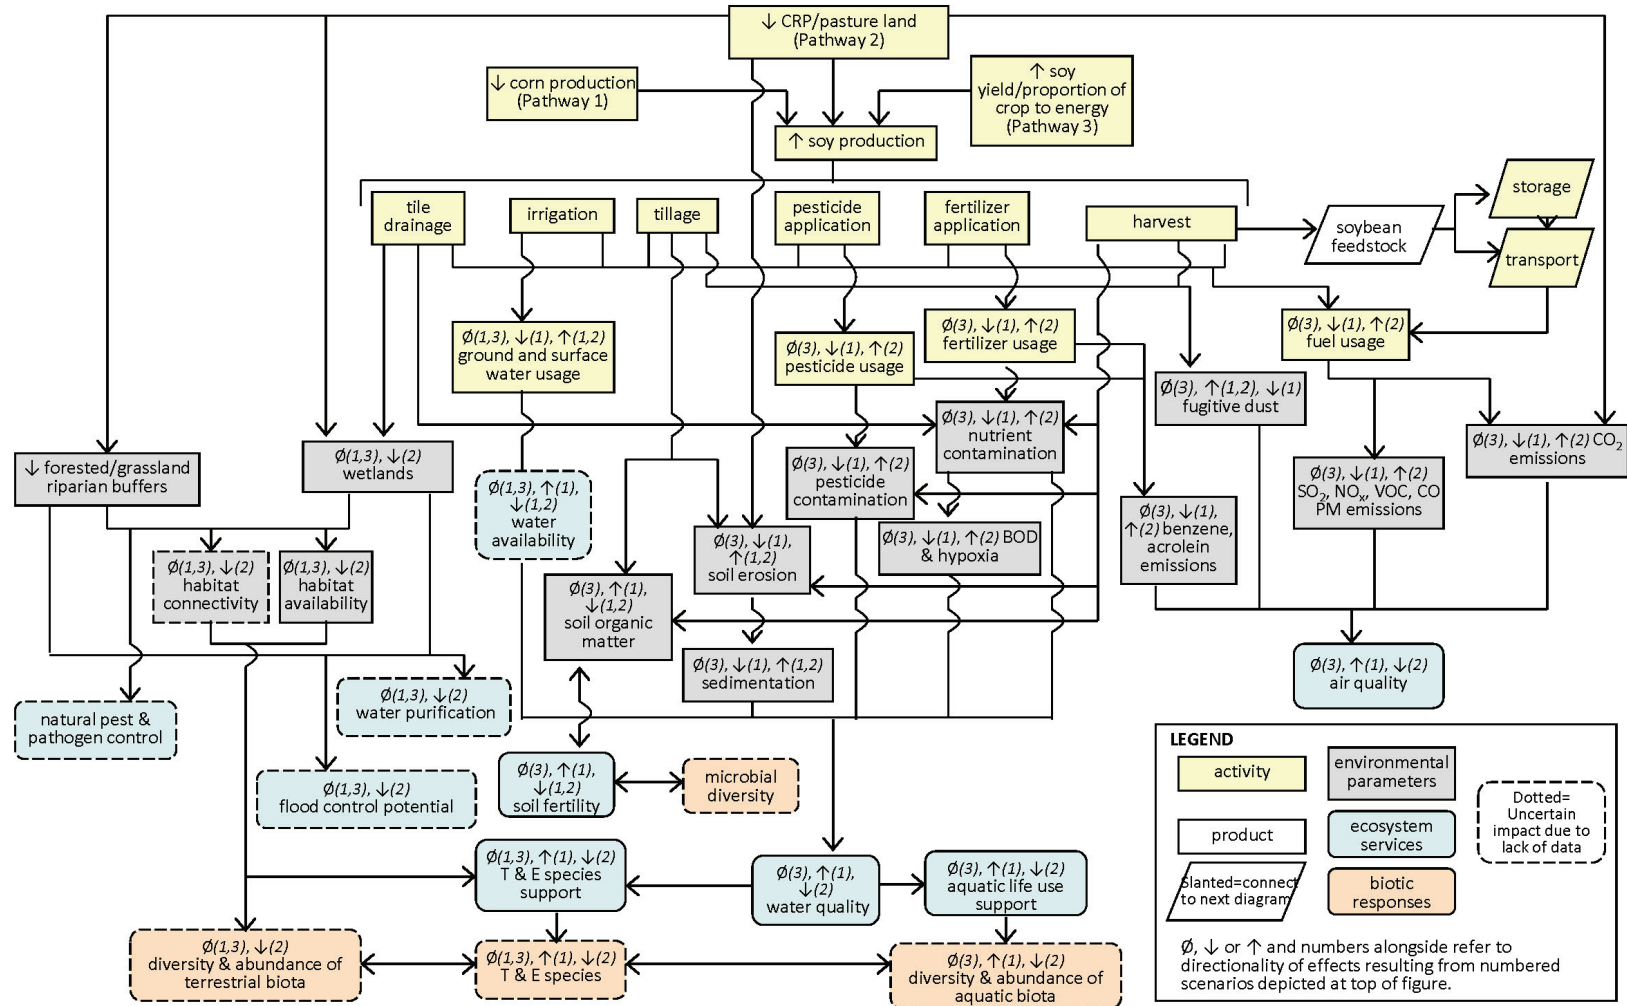 ↓ CRP/pasture land
(Pathway 2)
↓ corn production
(Pathway 1)
↑ soy
yield/proportion of
crop to energy
(Pathway 3)
↑ soy production
tile
drainage
irrigation
tillage
pesticide
application
fertilizer
application
harvest
soybean
feedstock
storage
transport
Ø(1,3), ↓(1), ↑(1,2)
ground and surface
water usage
Ø(3), ↓(1), ↑(2)
pesticide usage
Ø(3), ↓(1), ↑(2)
fertilizer usage
Ø(3), ↓(1), ↑(2)
fuel usage
Ø(3), ↑(1,2), ↓(1)
fugitive dust
↓ forested/grassland
riparian buffers
Ø(1,3), ↓(2)
wetlands
Ø(1,3), ↑(1),
↓(1,2)
water
availability
Ø(3), ↓(1), ↑(2)
pesticide
contamination
Ø(3), ↓(1), ↑(2)
nutrient
contamination
Ø(3), ↓(1), ↑(2) CO₂
emissions
Ø(3), ↓(1), ↑(2)
SO₂, NOₓ, VOC, CO
PM emissions
Ø(3), ↓(1),
↑(2) benzene,
acrolein
emissions
Ø(1,3), ↓(2)
habitat
connectivity
Ø(1,3), ↓(2)
habitat
availability
Ø(3), ↑(1),
↓(1,2)
soil organic
matter
Ø(3), ↓(1),
↑(1,2)
soil erosion
Ø(3), ↓(1), ↑(2) BOD
& hypoxia
Ø(3), ↓(1), ↑(1,2)
sedimentation
Ø(3), ↑(1), ↓(2)
air quality
natural pest &
pathogen control
Ø(1,3), ↓(2)
water purification
Ø(1,3), ↓(2)
flood control potential
Ø(3), ↑(1),
↓(1,2)
soil fertility
microbial
diversity
Ø(1,3), ↑(1), ↓(2)
T & E species
support
Ø(3), ↑(1),
↓(2)
water quality
Ø(3), ↑(1), ↓(2)
aquatic life use
support
Ø(1,3), ↓(2)
diversity & abundance of
terrestrial biota
Ø(1,3), ↑(1), ↓(2)
T & E species
Ø(3), ↑(1), ↓(2)
diversity & abundance of
aquatic biota
LEGEND
activity
environmental
parameters
product
ecosystem
services
Slanted=connect
to next diagram
biotic
responses
Dotted=
Uncertain
impact due to
lack of data
Ø, ↓ or ↑ and numbers alongside refer to
directionality of effects resulting from numbered
scenarios depicted at top of figure.